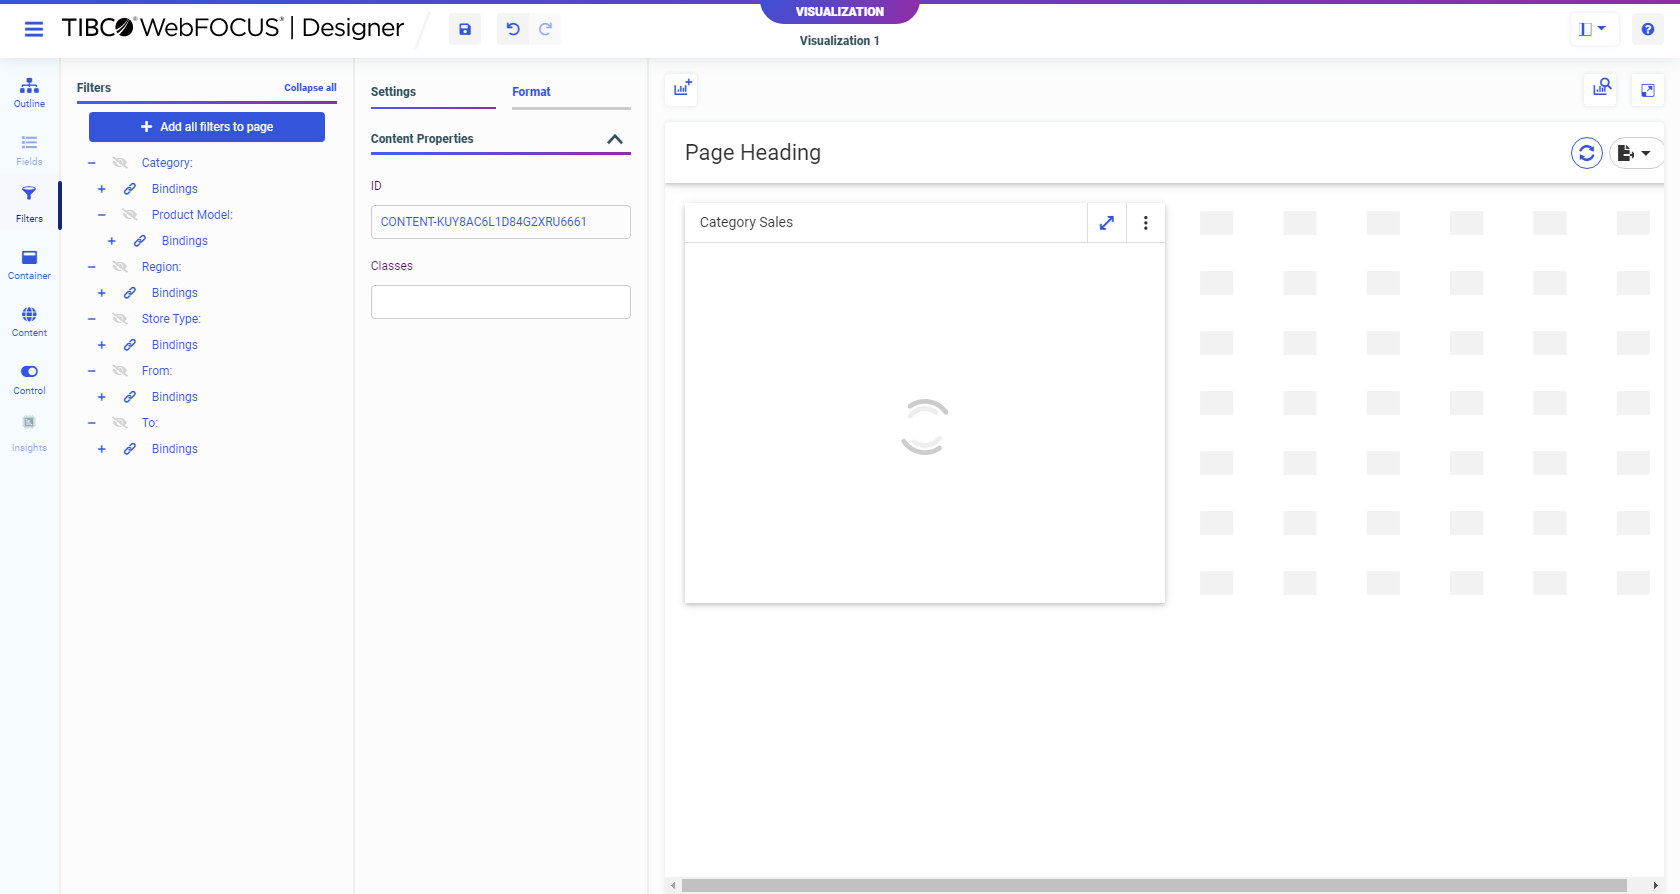 VISUALIZATION
TIBCO® WebFOCUS® | Designer
Visualization 1
Outline
Fields
Filters
Container
Content
Control
Insights
Filters
Collapse all
Add all filters to page
Category:
Bindings
Product Model:
Bindings
Region:
Bindings
Store Type:
Bindings
From:
Bindings
To:
Bindings
Settings
Format
Content Properties
ID
CONTENT-KUY8AC6L1D84G2XRU6661
Classes
Page Heading
Category Sales